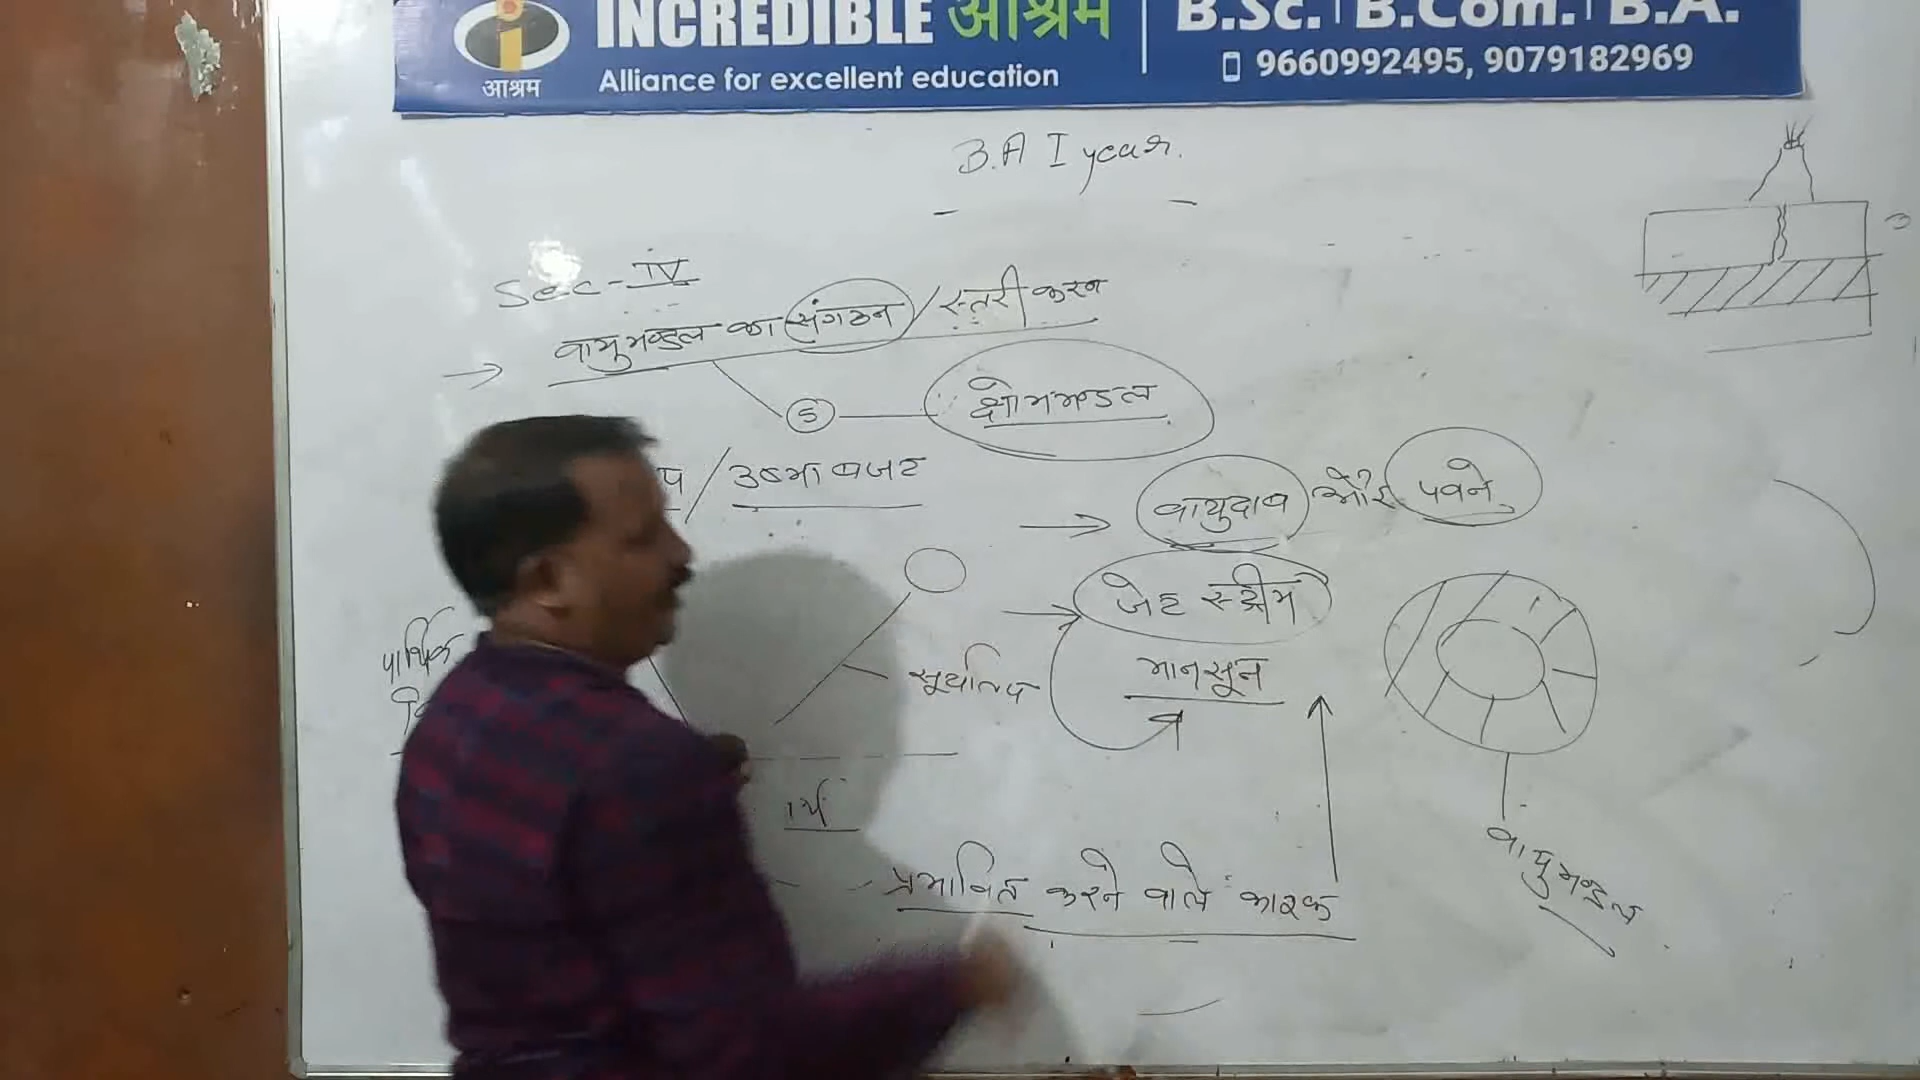 INCREDIBLE आश्रम
Alliance for excellent education
आश्रम
B.Sc. | B.Com. | B.A.
9660992495, 9079182969
B.A I year.
Sec-IV
वायुमण्डल का संगठन / स्तरीकरण
5
क्षोभमण्डल
/ उष्मा बजट
वायुदाब और पवने
जेट स्ट्रीम
पार्थिक
सूर्यातप
मानसून
प्रभावित करने वाले कारक
वायुमण्डल